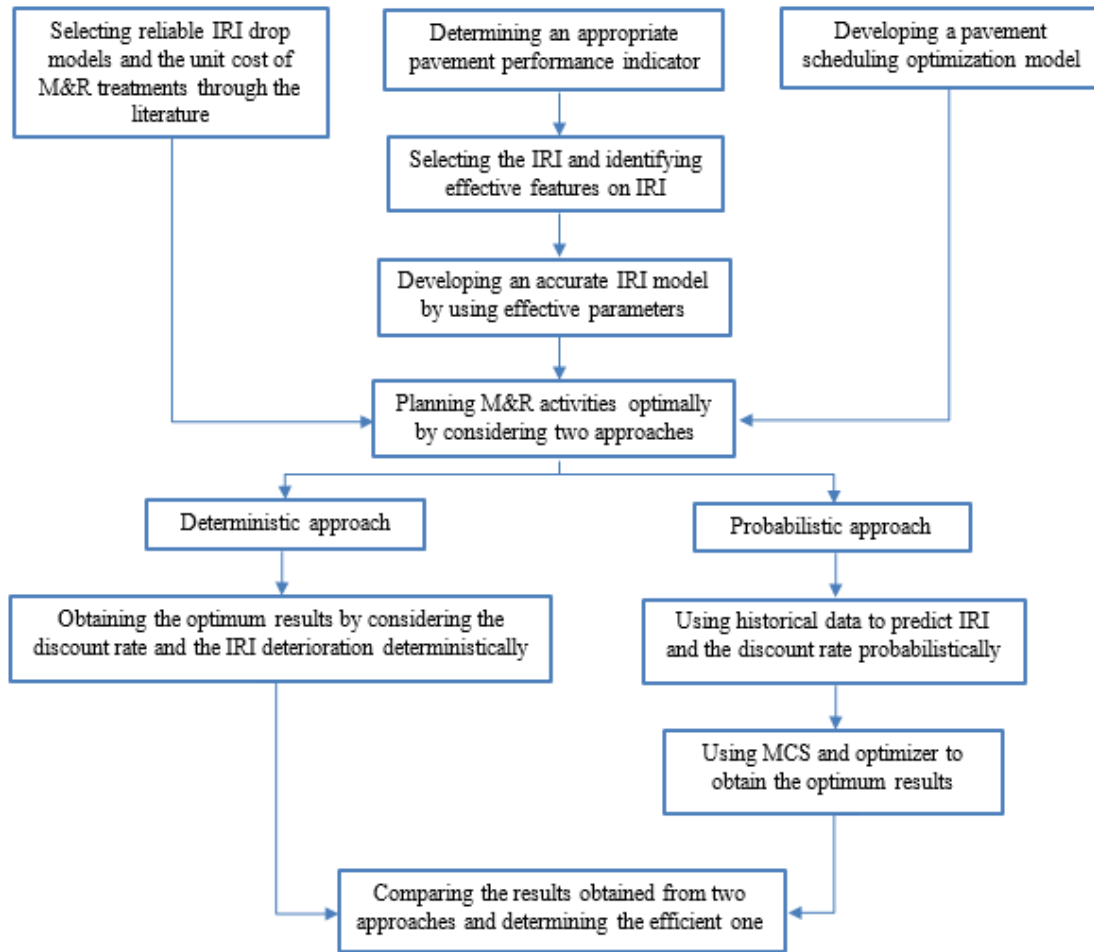 Selecting reliable IRI drop
models and the unit cost of
M&R treatments through the
literature
Determining an appropriate
pavement performance indicator
Developing a pavement
scheduling optimization model
Selecting the IRI and identifying
effective features on IRI
Developing an accurate IRI model
by using effective parameters
Planning M&R activities optimally
by considering two approaches
Deterministic approach
Probabilistic approach
Obtaining the optimum results by considering the
discount rate and the IRI deterioration deterministically
Using historical data to predict IRI
and the discount rate probabilistically
Using MCS and optimizer to
obtain the optimum results
Comparing the results obtained from two
approaches and determining the efficient one